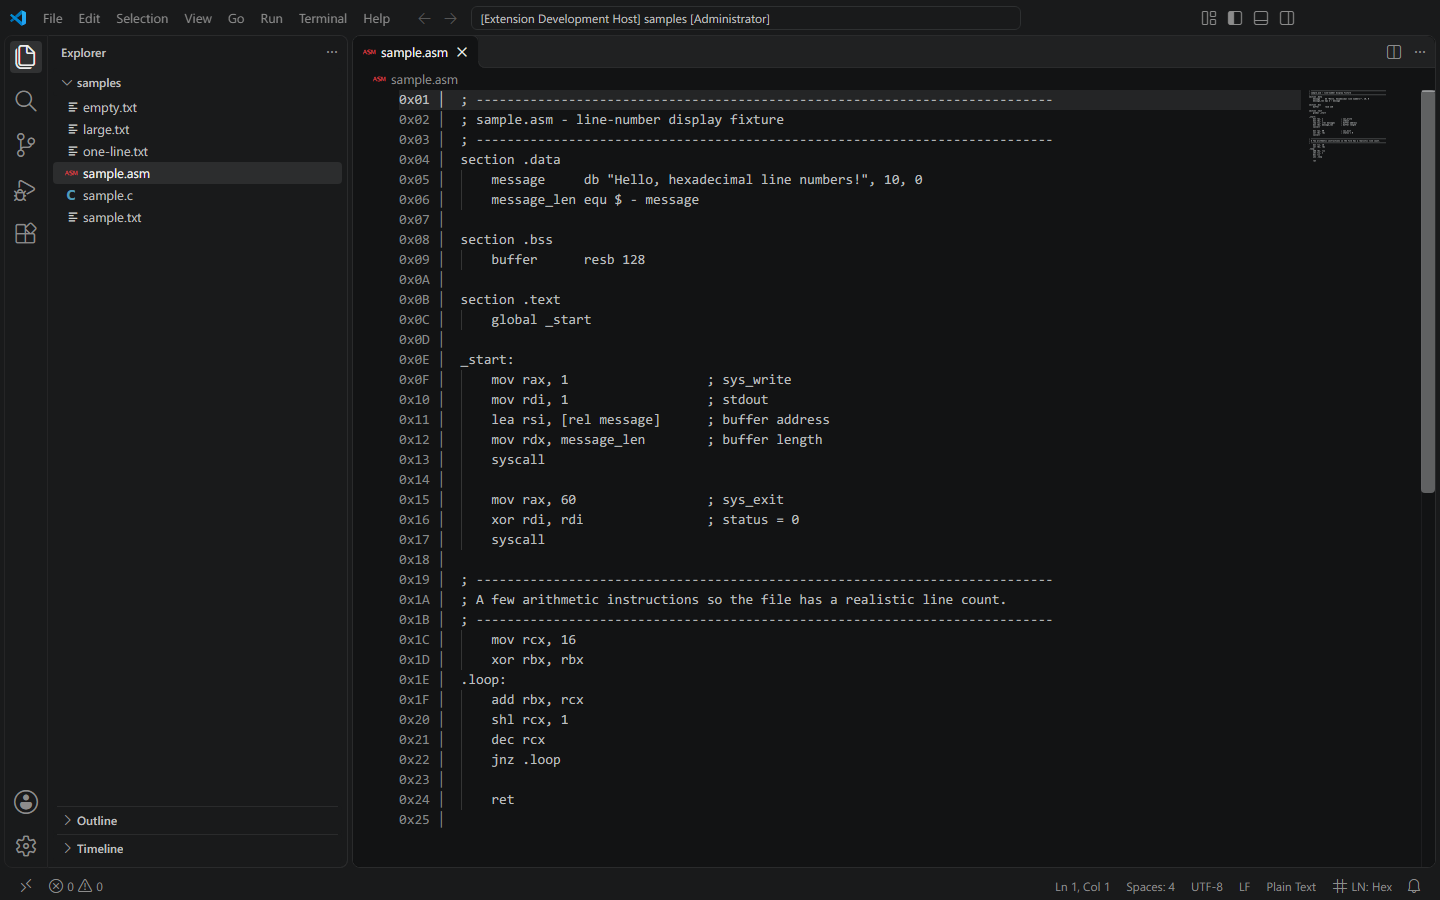 File Edit Selection View Go Run Terminal Help
[Extension Development Host] samples [Administrator]
Explorer
samples
empty.txt
large.txt
one-line.txt
ASM sample.asm
C sample.c
sample.txt
Outline
Timeline
ASM sample.asm
ASM sample.asm
0x01 ; ---------------------------------------------------------------------------
0x02 ; sample.asm - line-number display fixture
0x03 ; ---------------------------------------------------------------------------
0x04 section .data
0x05     message     db "Hello, hexadecimal line numbers!", 10, 0
0x06     message_len equ $ - message
0x07
0x08 section .bss
0x09     buffer      resb 128
0x0A
0x0B section .text
0x0C     global _start
0x0D
0x0E _start:
0x0F     mov rax, 1                  ; sys_write
0x10     mov rdi, 1                  ; stdout
0x11     lea rsi, [rel message]      ; buffer address
0x12     mov rdx, message_len        ; buffer length
0x13     syscall
0x14
0x15     mov rax, 60                 ; sys_exit
0x16     xor rdi, rdi                ; status = 0
0x17     syscall
0x18
0x19 ; ---------------------------------------------------------------------------
0x1A ; A few arithmetic instructions so the file has a realistic line count.
0x1B ; ---------------------------------------------------------------------------
0x1C     mov rcx, 16
0x1D     xor rbx, rbx
0x1E .loop:
0x1F     add rbx, rcx
0x20     shl rcx, 1
0x21     dec rcx
0x22     jnz .loop
0x23
0x24     ret
0x25
0 0
Ln 1, Col 1 Spaces: 4 UTF-8 LF Plain Text LN: Hex